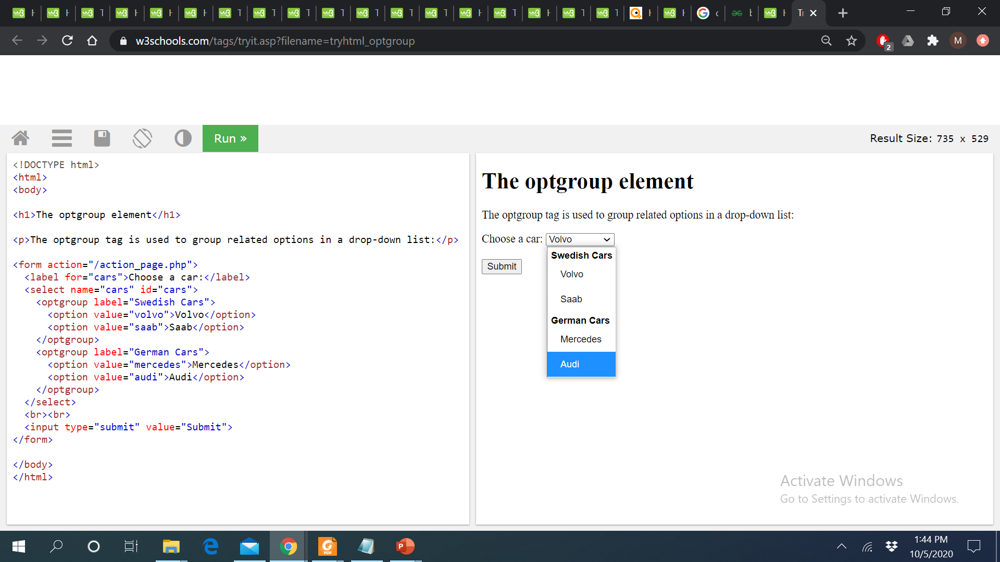 Tr
w3schools.com/tags/tryit.asp?filename=tryhtml_optgroup
2
M
Run »
Result Size: 735 x 529
<!DOCTYPE html>
<html>
<body>
<h1>The optgroup element</h1>
<p>The optgroup tag is used to group related options in a drop-down list:</p>
<form action="/action_page.php">
<label for="cars">Choose a car:</label>
<select name="cars" id="cars">
<optgroup label="Swedish Cars">
<option value="volvo">Volvo</option>
<option value="saab">Saab</option>
</optgroup>
<optgroup label="German Cars">
<option value="mercedes">Mercedes</option>
<option value="audi">Audi</option>
</optgroup>
</select>
<br><br>
<input type="submit" value="Submit">
</form>
</body>
</html>
The optgroup element
The optgroup tag is used to group related options in a drop-down list:
Choose a car: Volvo
Submit
Swedish Cars
Volvo
Saab
German Cars
Mercedes
Audi
Activate Windows
Go to Settings to activate Windows.
PDF
P
1:44 PM
10/5/2020